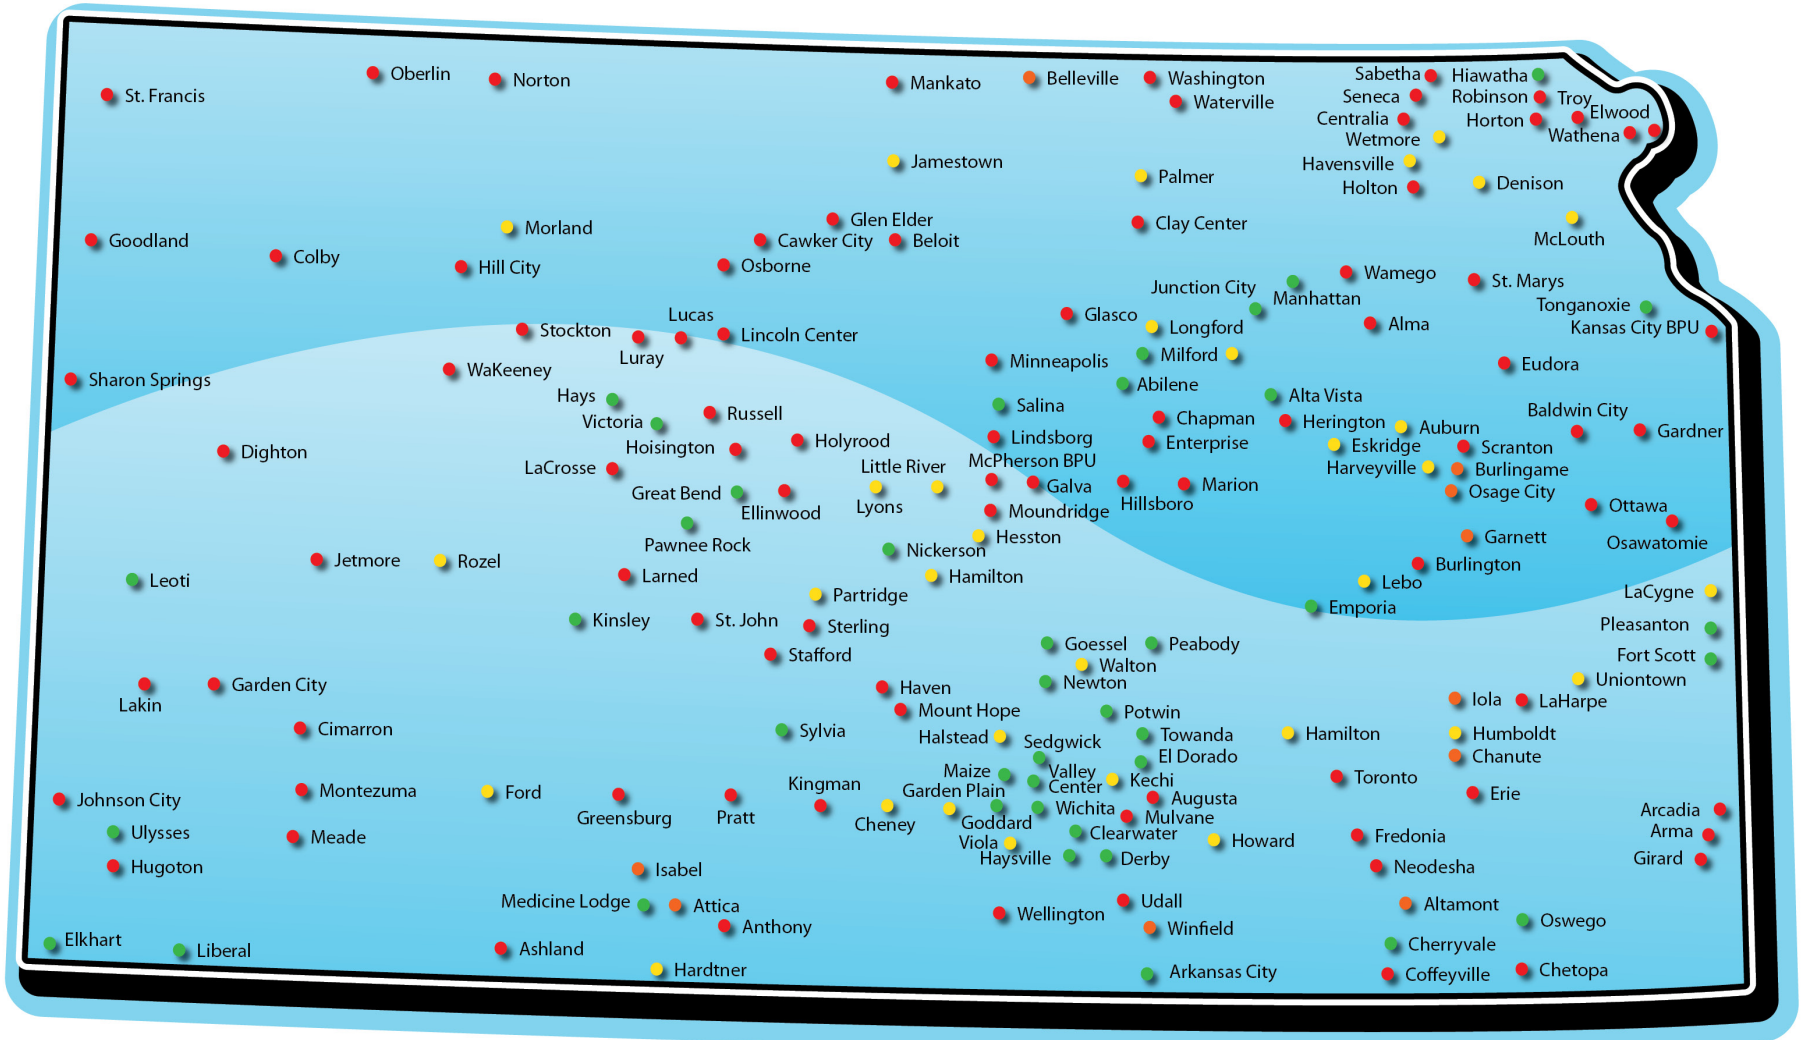 Oberlin
Norton
St. Francis
Mankato
Belleville
Washington
Waterville
Sabetha
Hiawatha
Seneca
Robinson
Troy
Centralia
Horton
Elwood
Wetmore
Wathena
Jamestown
Havensville
Palmer
Holton
Denison
Morland
Glen Elder
Clay Center
McLouth
Goodland
Colby
Hill City
Cawker City
Beloit
Osborne
Wamego
St. Marys
Junction City
Manhattan
Tonganoxie
Kansas City BPU
Lucas
Glasco
Longford
Alma
Stockton
Luray
Lincoln Center
Minneapolis
Milford
Eudora
Sharon Springs
WaKeeney
Abilene
Hays
Salina
Alta Vista
Victoria
Russell
Chapman
Herington
Auburn
Baldwin City
Gardner
Dighton
Hoisington
Holyrood
Lindsborg
Enterprise
Eskridge
Scranton
LaCrosse
Little River
McPherson BPU
Harveyville
Burlingame
Great Bend
Ellinwood
Lyons
Galva
Hillsboro
Marion
Osage City
Ottawa
Pawnee Rock
Moundridge
Hesston
Garnett
Osawatomie
Jetmore
Rozel
Nickerson
Burlington
Leoti
Larned
Hamilton
Lebo
LaCygne
Partridge
Emporia
Kinsley
St. John
Sterling
Pleasanton
Stafford
Goessel
Peabody
Fort Scott
Walton
Lakin
Garden City
Haven
Newton
Uniontown
Mount Hope
Potwin
Iola
LaHarpe
Cimarron
Sylvia
Halstead
Sedgwick
Towanda
Hamilton
Humboldt
El Dorado
Chanute
Maize
Valley
Center
Kechi
Toronto
Johnson City
Montezuma
Ford
Greensburg
Pratt
Kingman
Cheney
Garden Plain
Goddard
Wichita
Augusta
Mulvane
Erie
Arcadia
Ulysses
Meade
Viola
Clearwater
Howard
Fredonia
Arma
Hugoton
Haysville
Derby
Neodesha
Girard
Isabel
Medicine Lodge
Attica
Anthony
Wellington
Udall
Winfield
Altamont
Oswego
Elkhart
Liberal
Ashland
Hardtner
Arkansas City
Cherryvale
Coffeyville
Chetopa